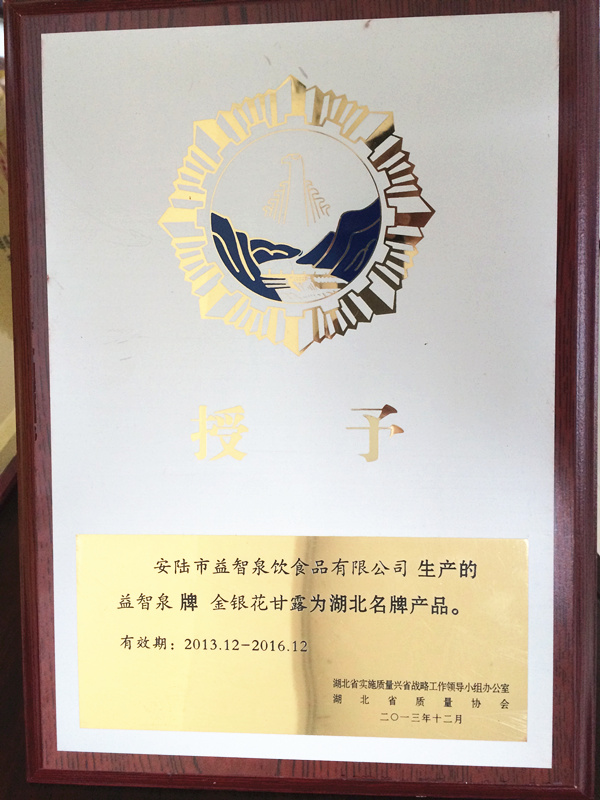 授 予
安陆市益智泉饮食品有限公司 生产的
益智泉 牌 金银花甘露为湖北名牌产品。
有效期：2013.12-2016.12
湖北省实施质量兴省战略工作领导小组办公室
湖北省质量协会
二〇一三年十二月